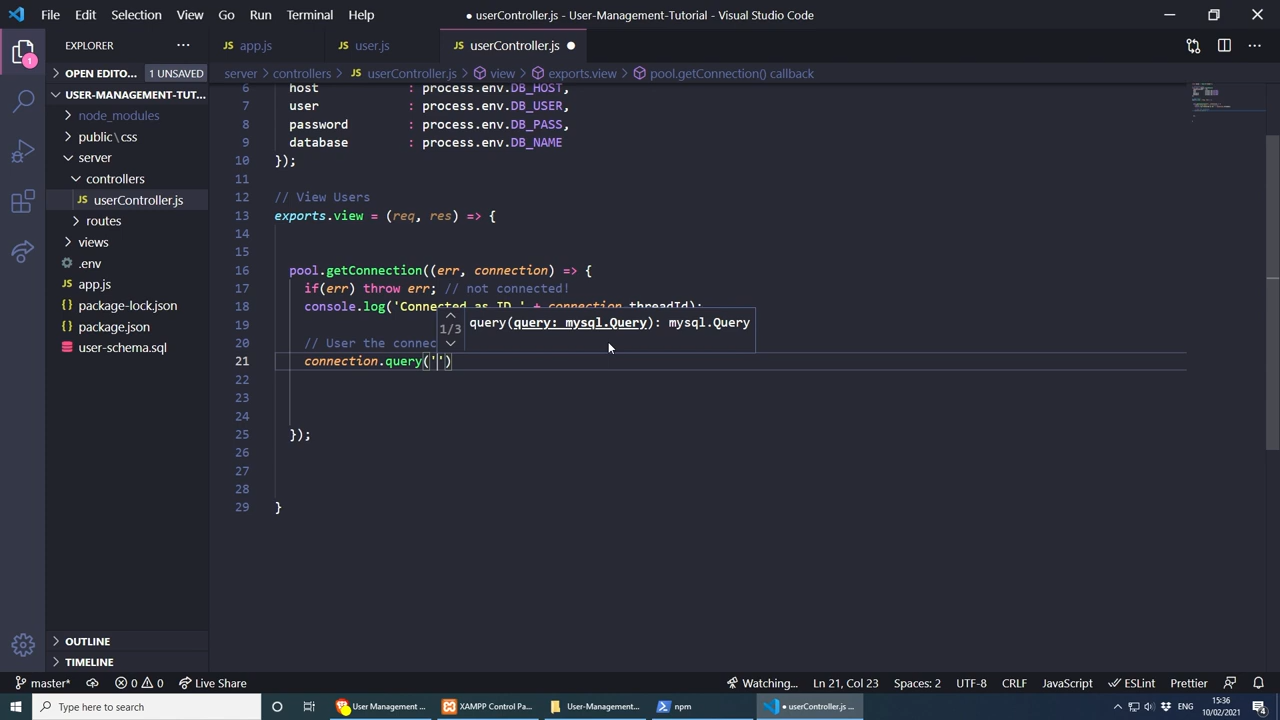 File Edit Selection View Go Run Terminal Help
● userController.js - User-Management-Tutorial - Visual Studio Code
EXPLORER
JS app.js
JS user.js
JS userController.js ●
OPEN EDITO... 1 UNSAVED
server > controllers > JS userController.js > view > exports.view > pool.getConnection() callback
USER-MANAGEMENT-TUT...
node_modules
public\css
server
controllers
JS userController.js
routes
views
.env
JS app.js
{} package-lock.json
{} package.json
user-schema.sql
OUTLINE
TIMELINE
6 host : process.env.DB_HOST,
7 user : process.env.DB_USER,
8 password : process.env.DB_PASS,
9 database : process.env.DB_NAME
10 });
11
12 // View Users
13 exports.view = (req, res) => {
14
15
16 pool.getConnection((err, connection) => {
17 if(err) throw err; // not connected!
18 console.log('Connected as ID ' + connection.threadId);
19
1/3 query(query: mysql.Query): mysql.Query
20 // User the connec
21 connection.query('')
22
23
24
25 });
26
27
28
29 }
master* 0 0 Live Share
Watching... Ln 21, Col 23 Spaces: 2 UTF-8 CRLF JavaScript ESLint Prettier
Type here to search
User Management ...
XAMPP Control Pa...
User-Management...
npm
● userController.js ...
ENG
15:36
10/02/2021